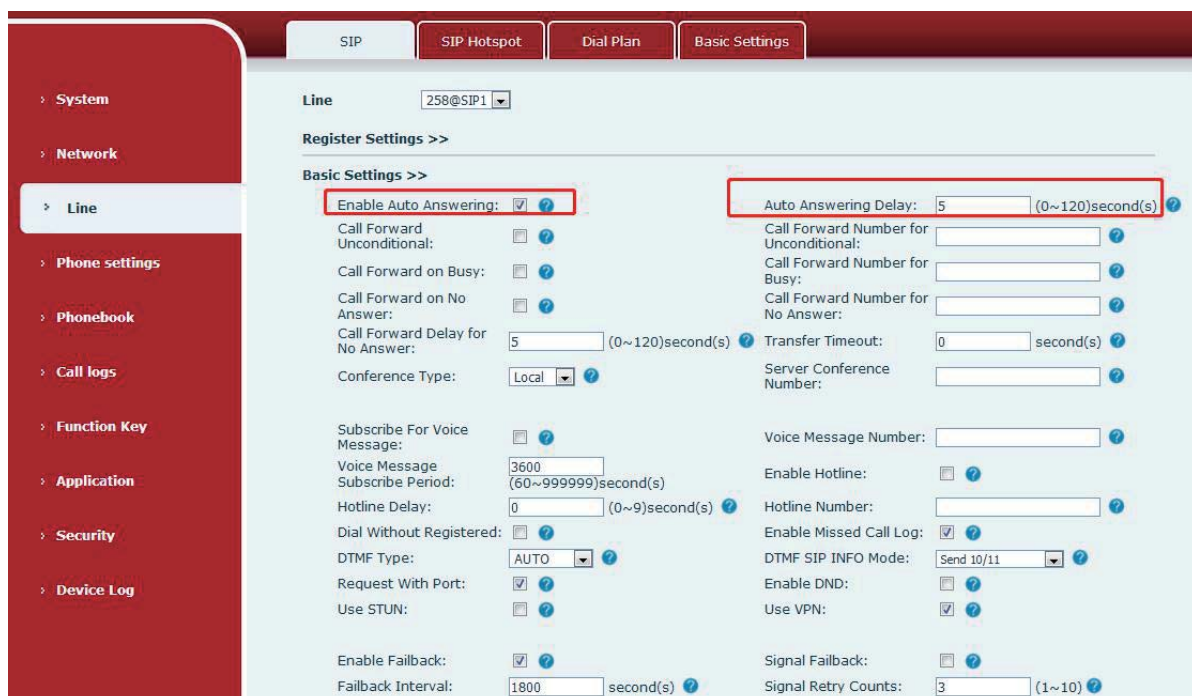 SIP
SIP Hotspot
Dial Plan
Basic Settings
› System
› Network
› Line
› Phone settings
› Phonebook
› Call logs
› Function Key
› Application
› Security
› Device Log
Line 258@SIP1
Register Settings >>
Basic Settings >>
Enable Auto Answering: Auto Answering Delay: 5 (0~120)second(s)
Call Forward Unconditional: Call Forward Number for Unconditional:
Call Forward on Busy: Call Forward Number for Busy:
Call Forward on No Answer: Call Forward Number for No Answer:
Call Forward Delay for No Answer: 5 (0~120)second(s) Transfer Timeout: 0 second(s)
Conference Type: Local Server Conference Number:
Subscribe For Voice Message: Voice Message Number:
Voice Message Subscribe Period: 3600 (60~999999)second(s) Enable Hotline:
Hotline Delay: 0 (0~9)second(s) Hotline Number:
Dial Without Registered: Enable Missed Call Log:
DTMF Type: AUTO DTMF SIP INFO Mode: Send 10/11
Request With Port: Enable DND:
Use STUN: Use VPN:
Enable Failback: Signal Failback:
Failback Interval: 1800 second(s) Signal Retry Counts: 3 (1~10)